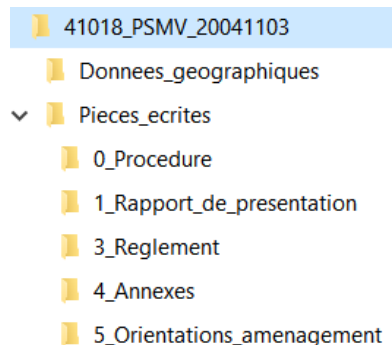 41018_PSMV_20041103
Donnees_geographiques
Pieces_ecrites
0_Procedure
1_Rapport_de_presentation
3_Reglement
4_Annexes
5_Orientations_amenagement